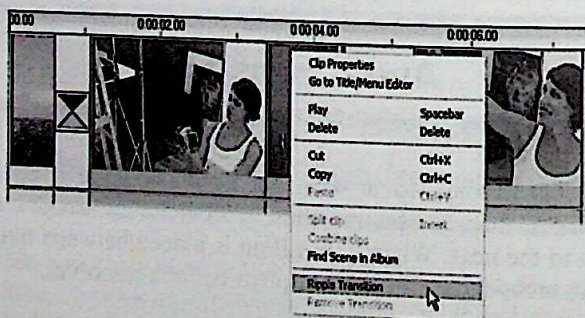 0.00 0:00:02.00 0:00:04.00 0:00:06.00
Clip Properties
Go to Title/Menu Editor
Play Spacebar
Delete Delete
Cut Ctrl+X
Copy Ctrl+C
Paste Ctrl+V
Split clip Insert
Combine clips
Find Scene in Album
Ripple Transition
Remove Transition